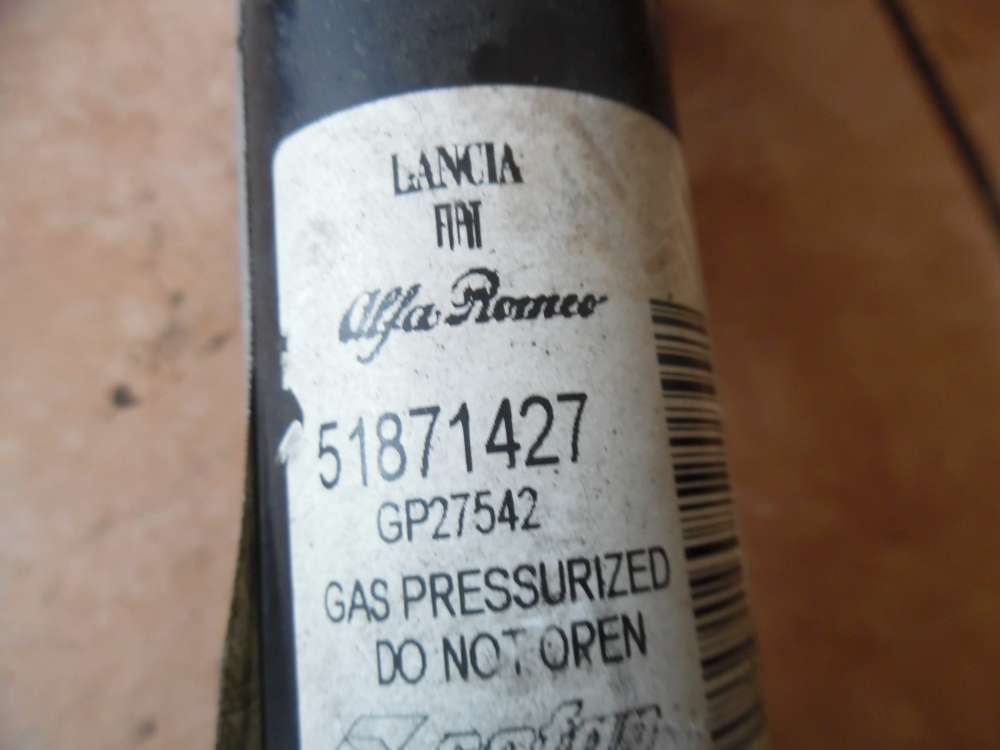 LANCIA
FIAT
Alfa Romeo
51871427
GP27542
GAS PRESSURIZED
DO NOT OPEN